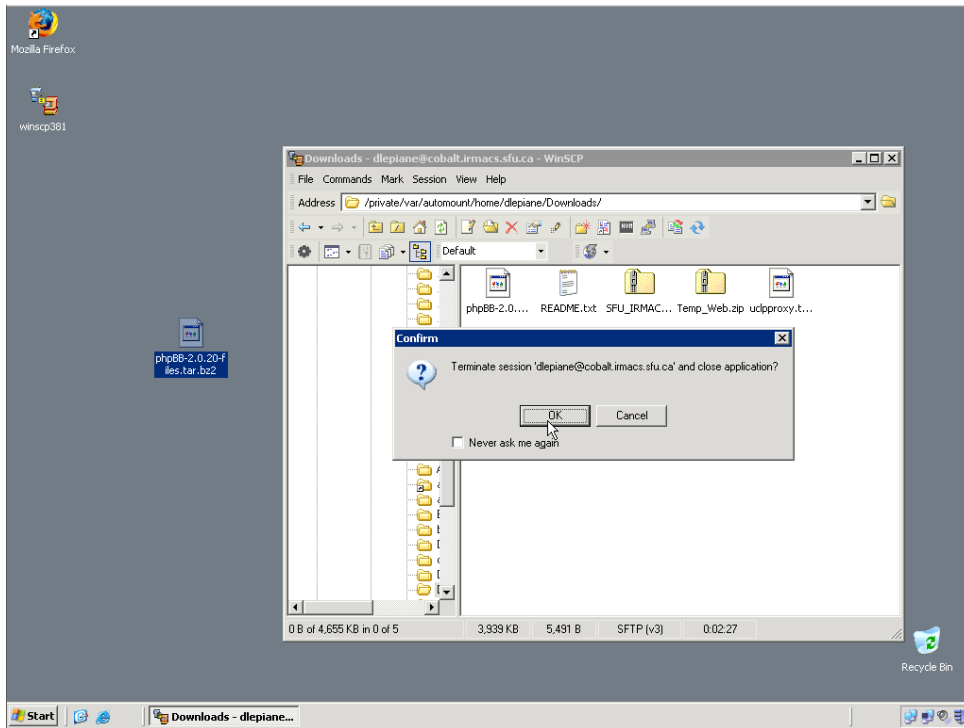 Mozilla Firefox
winscp381
phpBB-2.0.20-f
iles.tar.bz2
Downloads - dlepiane@cobalt.irmacs.sfu.ca - WinSCP
File Commands Mark Session View Help
Address /private/var/automount/home/dlepiane/Downloads/
Default
phpBB-2.0.... README.txt SFU_IRMAC... Temp_Web.zip uclpproxy.t...
Confirm
Terminate session 'dlepiane@cobalt.irmacs.sfu.ca' and close application?
OK Cancel
Never ask me again
0 B of 4,655 KB in 0 of 5 3,939 KB 5,491 B SFTP (v3) 0:02:27
Recycle Bin
Start Downloads - dlepiane...